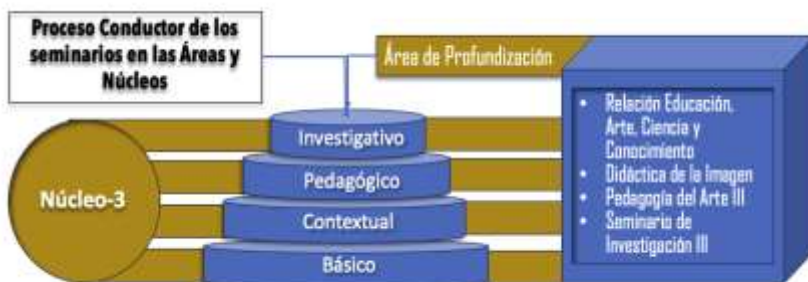 Proceso Conductor de los
seminarios en las Áreas y
Núcleos
Área de Profundización
Núcleo-3
Investigativo
Pedagógico
Contextual
Básico
• Relación Educación,
Arte, Ciencia y
Conocimiento
• Didáctica de la Imagen
• Pedagogía del Arte III
• Seminario de
Investigación III